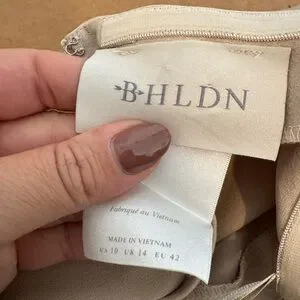 BHLDN
Fabriqué au Vietnam
MADE IN VIETNAM
US 10 UK 14 EU 42